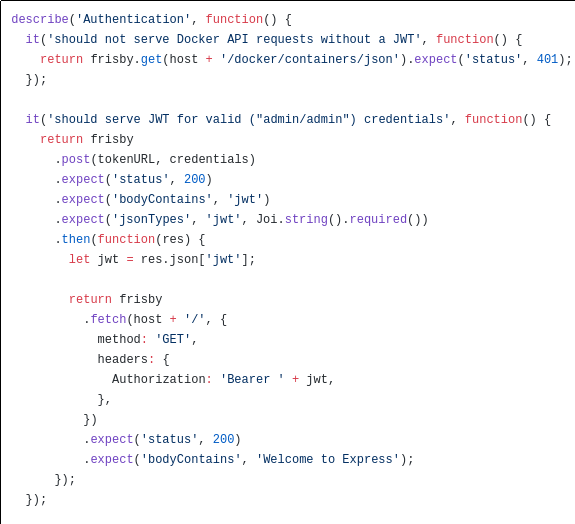 describe('Authentication', function() {
  it('should not serve Docker API requests without a JWT', function() {
    return frisby.get(host + '/docker/containers/json').expect('status', 401);
  });

  it('should serve JWT for valid ("admin/admin") credentials', function() {
    return frisby
      .post(tokenURL, credentials)
      .expect('status', 200)
      .expect('bodyContains', 'jwt')
      .expect('jsonTypes', 'jwt', Joi.string().required())
      .then(function(res) {
        let jwt = res.json['jwt'];

        return frisby
          .fetch(host + '/', {
            method: 'GET',
            headers: {
              Authorization: 'Bearer ' + jwt,
            },
          })
          .expect('status', 200)
          .expect('bodyContains', 'Welcome to Express');
      });
  });